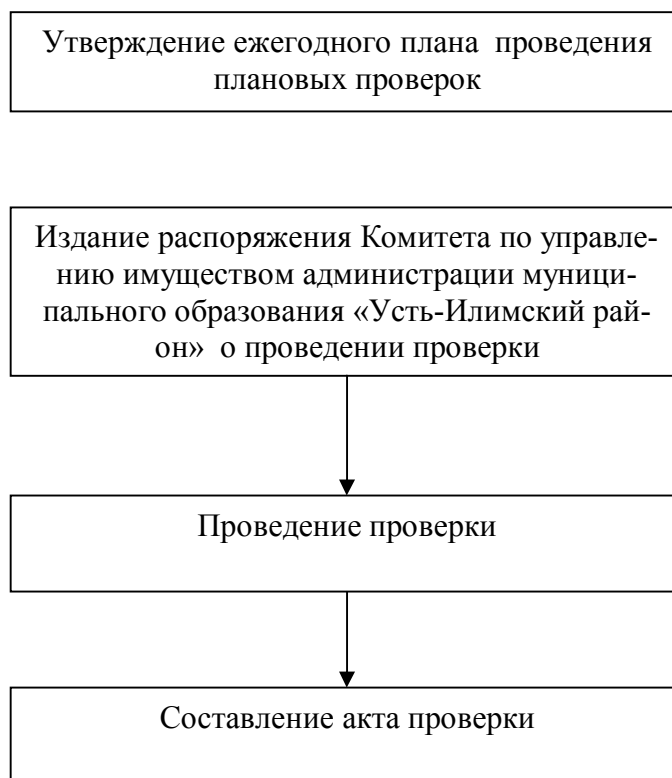 Утверждение ежегодного плана  проведения
плановых проверок
Издание распоряжения Комитета по управле-
нию имуществом администрации муници-
пального образования «Усть-Илимский рай-
он»  о проведении проверки
Проведение проверки
Составление акта проверки